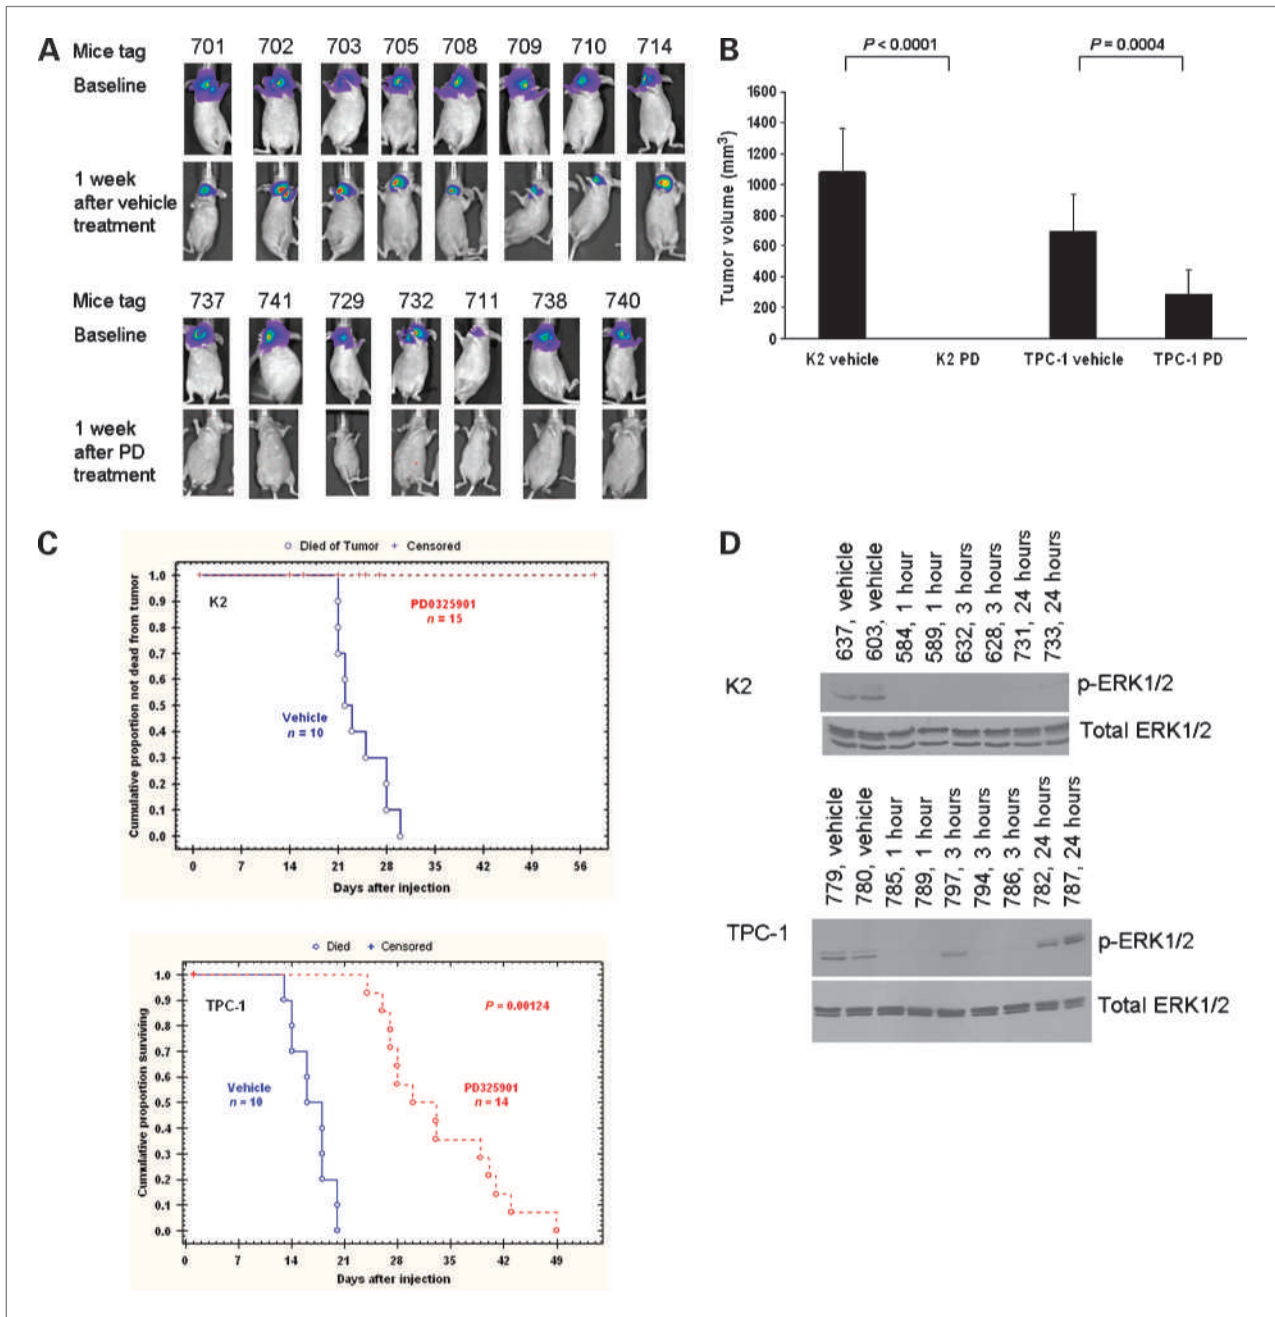 A
Mice tag 701 702 703 705 708 709 710 714
Baseline
1 week
after vehicle
treatment
Mice tag 737 741 729 732 711 738 740
Baseline
1 week
after PD
treatment
B
P < 0.0001 P = 0.0004
Tumor volume (mm3)
1600
1400
1200
1000
800
600
400
200
0
K2 vehicle K2 PD TPC-1 vehicle TPC-1 PD
C
Died of Tumor + Censored
Cumulative proportion not dead from tumor
1.0
0.9
0.8
0.7
0.6
0.5
0.4
0.3
0.2
0.1
0.0
K2
PD0325901
n = 15
Vehicle
n = 10
0 7 14 21 28 35 42 49 56
Days after injection
Died + Censored
Cumulative proportion surviving
1.0
0.9
0.8
0.7
0.6
0.5
0.4
0.3
0.2
0.1
0.0
TPC-1
P = 0.00124
Vehicle
n = 10
PD325901
n = 14
0 7 14 21 28 35 42 49
Days after injection
D
637, vehicle
603, vehicle
584, 1 hour
589, 1 hour
632, 3 hours
628, 3 hours
731, 24 hours
733, 24 hours
K2
p-ERK1/2
Total ERK1/2
779, vehicle
780, vehicle
785, 1 hour
789, 1 hour
797, 3 hours
794, 3 hours
786, 3 hours
782, 24 hours
787, 24 hours
TPC-1
p-ERK1/2
Total ERK1/2